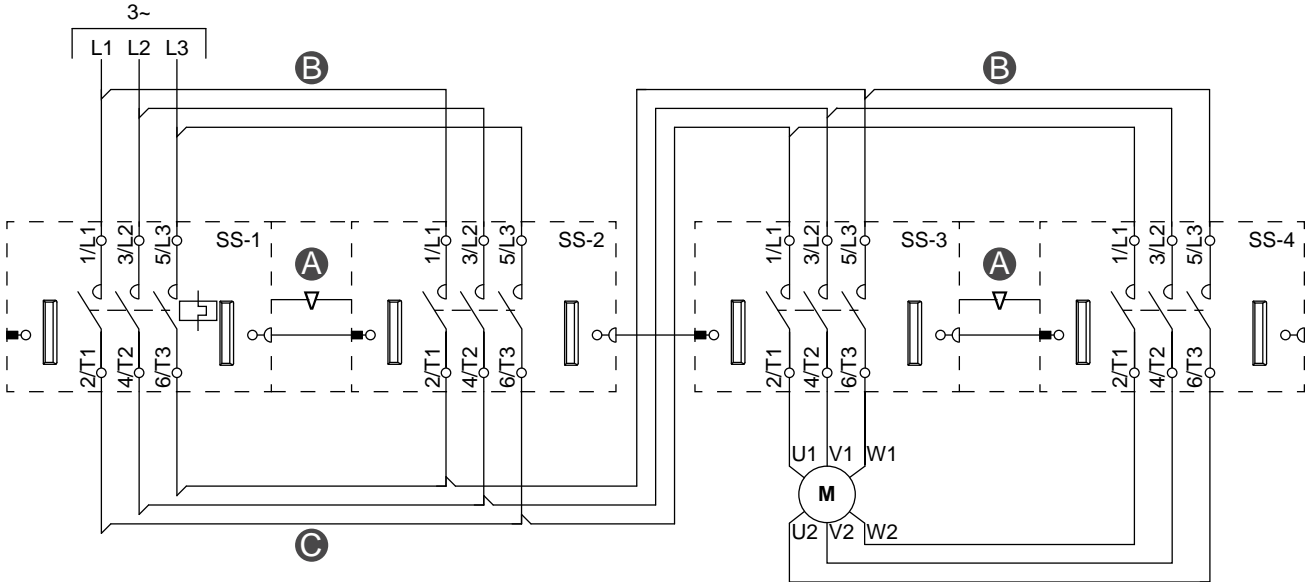 3~
L1 L2 L3
B B
1/L1 3/L2 5/L3 SS-1 1/L1 3/L2 5/L3 SS-2 1/L1 3/L2 5/L3 SS-3 1/L1 3/L2 5/L3 SS-4
A A
2/T1 4/T2 6/T3 2/T1 4/T2 6/T3 2/T1 4/T2 6/T3 2/T1 4/T2 6/T3
U1 V1 W1
M
U2 V2 W2
C